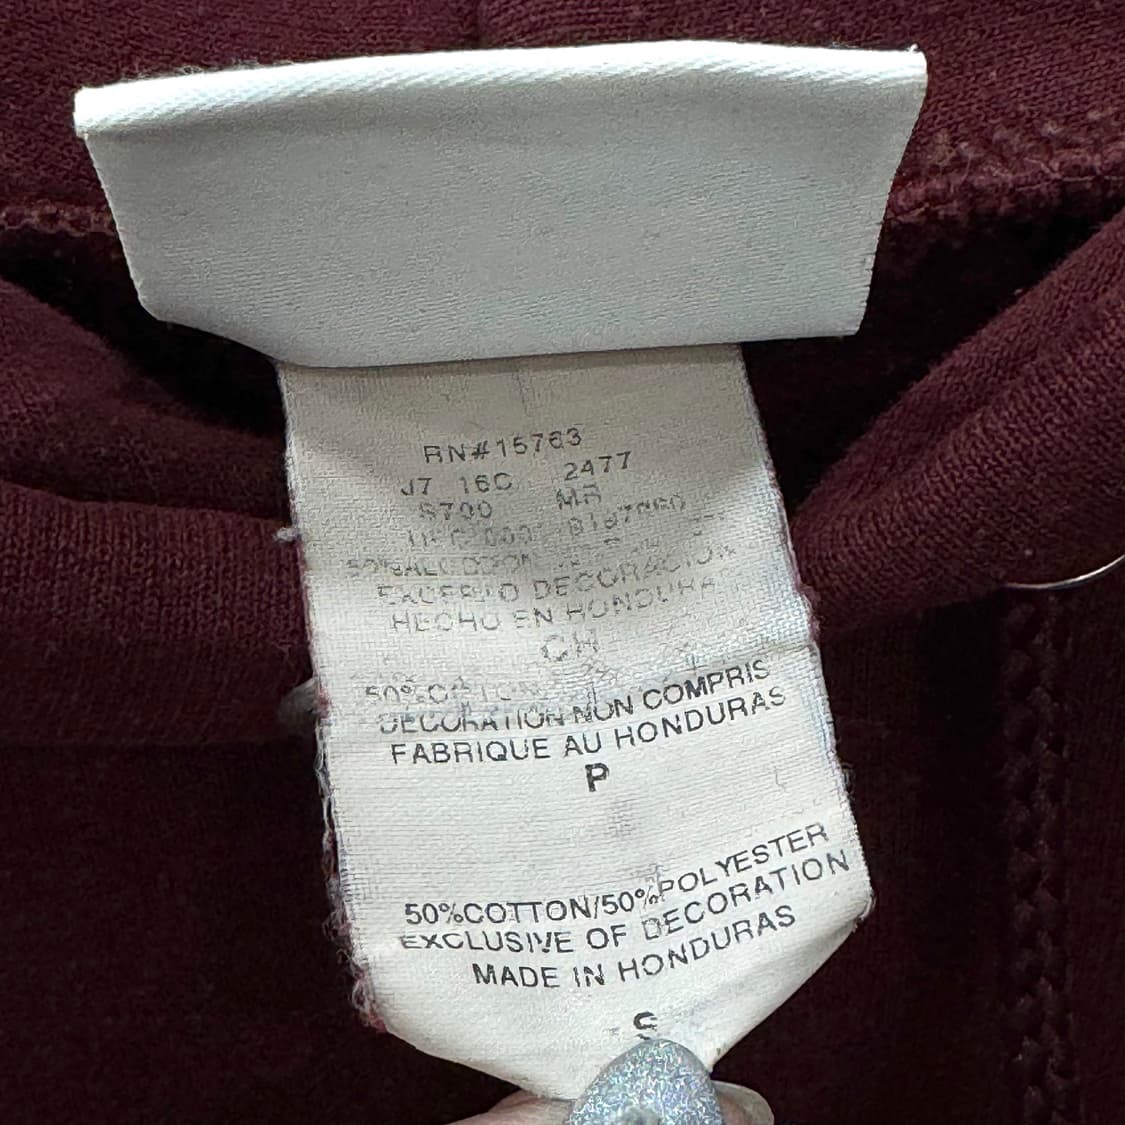 RN#15763
J7 16C 2477
S700 MR
EXCEPTO DECORACION
HECHO EN HONDURA
CH
DECORATION NON COMPRIS
FABRIQUE AU HONDURAS
P
50%COTTON/50%POLYESTER
EXCLUSIVE OF DECORATION
MADE IN HONDURAS
S